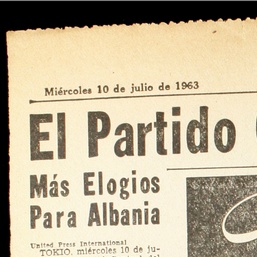 Miércoles 10 de julio de 1963
El Partido
Más Elogios
Para Albania
United Press International
TOKIO, miércoles 10 de ju-